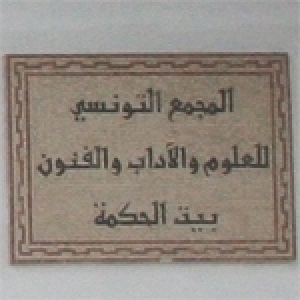 المجمع التونسي
للعلوم والآداب والفنون
بيت الحكمة